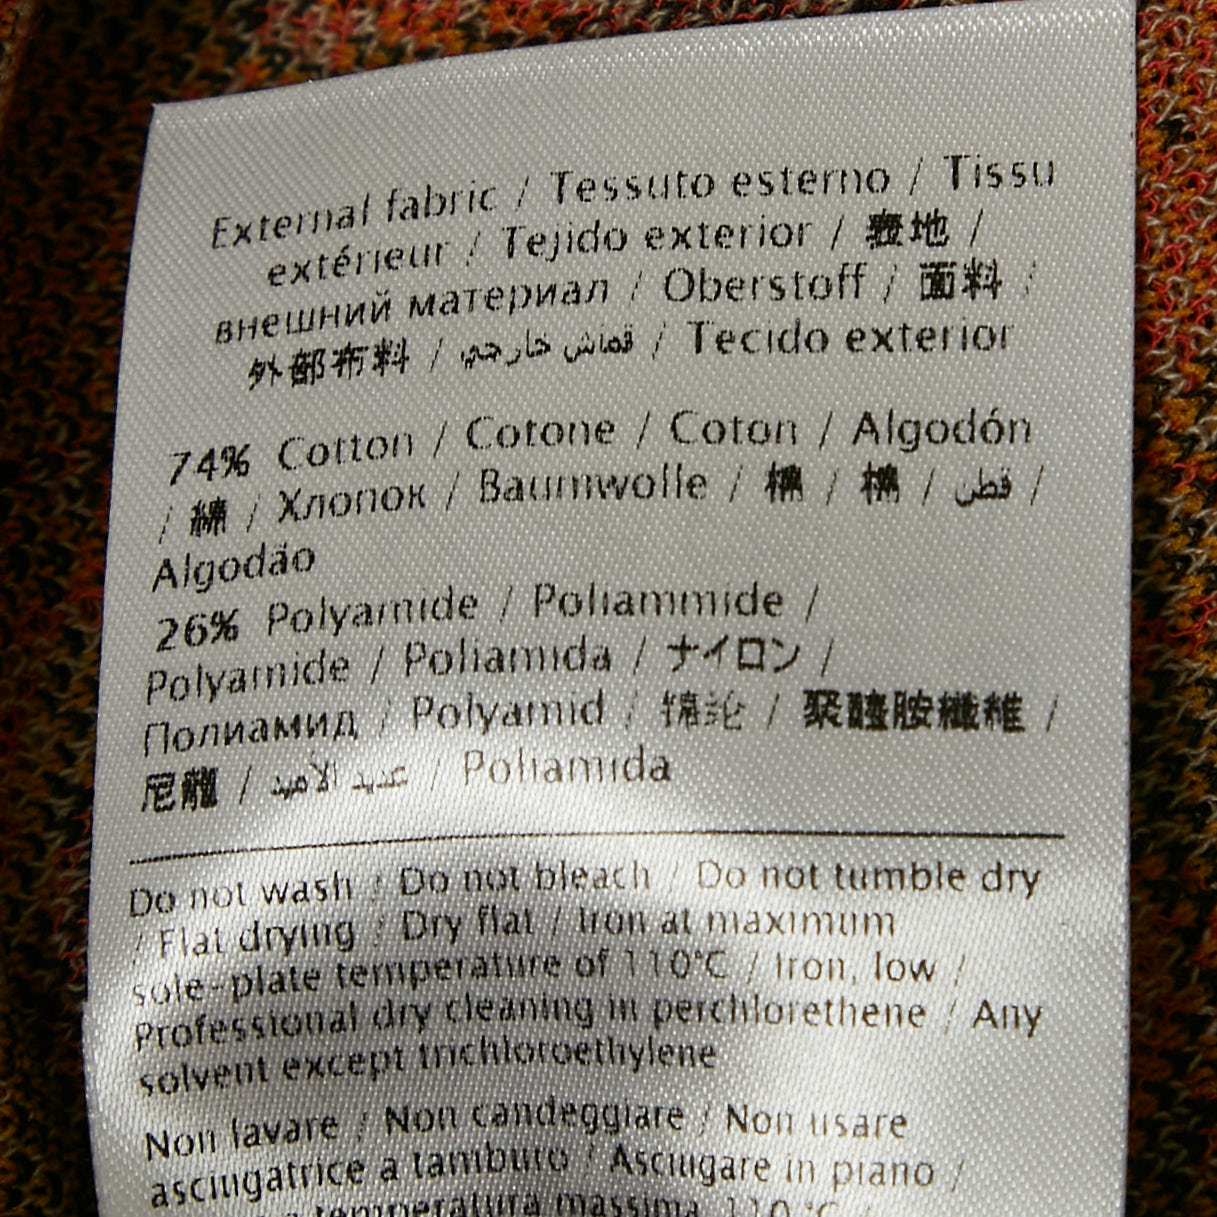 External fabric / Tessuto esterno / Tissu
extérieur / Tejido exterior / 表地 /
внешний материал / Oberstoff / 面料 /
外部布料 / قماش خارجي / Tecido exterior
74% Cotton / Cotone / Coton / Algodón
/ 綿 / Хлопок / Baumwolle / 棉 / 棉 / قطن /
Algodão
26% Polyamide / Poliammide /
Polyamide / Poliamida / ナイロン /
Полиамид / Polyamid / 锦纶 / 聚醯胺纖維 /
尼龍 / عديد الأميد / Poliamida
Do not wash / Do not bleach / Do not tumble dry
/ Flat drying / Dry flat / Iron at maximum
sole-plate temperature of 110°C / Iron, low /
Professional dry cleaning in perchlorethene / Any
solvent except trichloroethylene
Non lavare / Non candeggiare / Non usare
asciugatrice a tamburo / Asciugare in piano /
temperatura massima 110 °C /